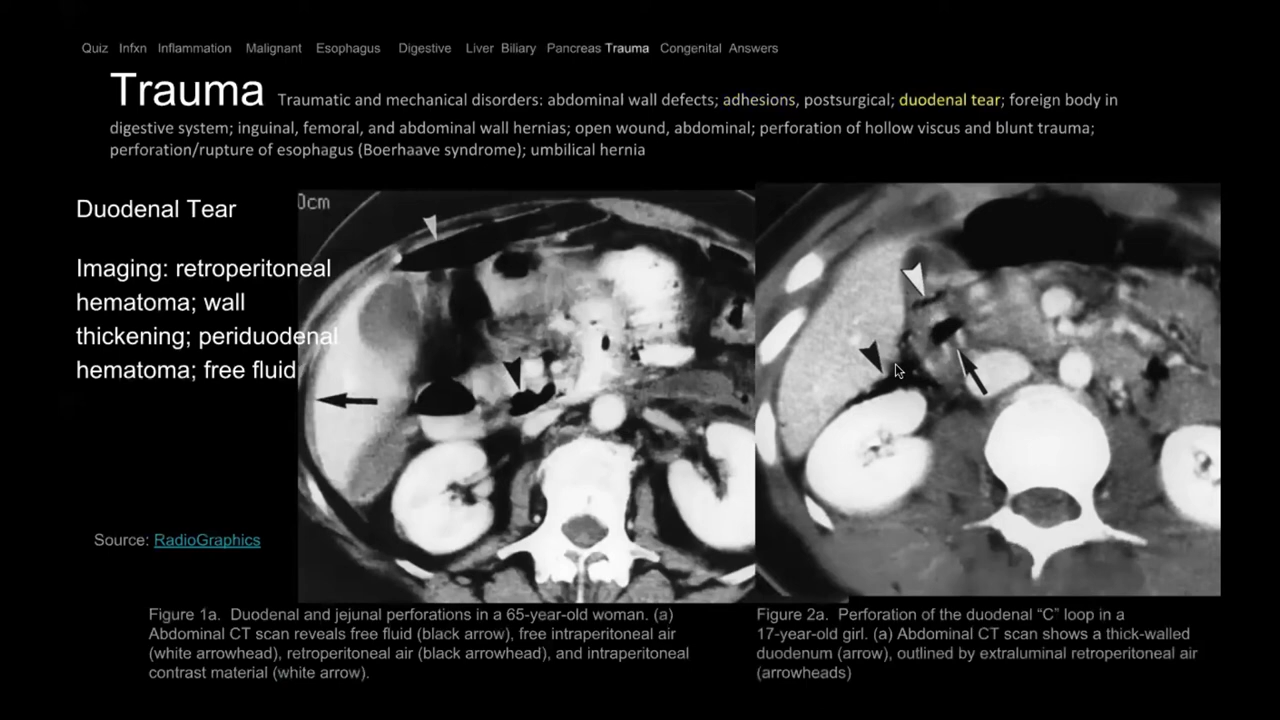 Quiz Infxn Inflammation Malignant Esophagus Digestive Liver Biliary Pancreas Trauma Congenital Answers
Trauma Traumatic and mechanical disorders: abdominal wall defects; adhesions, postsurgical; duodenal tear; foreign body in
digestive system; inguinal, femoral, and abdominal wall hernias; open wound, abdominal; perforation of hollow viscus and blunt trauma;
perforation/rupture of esophagus (Boerhaave syndrome); umbilical hernia
Duodenal Tear
Imaging: retroperitoneal
hematoma; wall
thickening; periduodenal
hematoma; free fluid
Source: RadioGraphics
0cm
Figure 1a. Duodenal and jejunal perforations in a 65-year-old woman. (a)
Abdominal CT scan reveals free fluid (black arrow), free intraperitoneal air
(white arrowhead), retroperitoneal air (black arrowhead), and intraperitoneal
contrast material (white arrow).
Figure 2a. Perforation of the duodenal “C” loop in a
17-year-old girl. (a) Abdominal CT scan shows a thick-walled
duodenum (arrow), outlined by extraluminal retroperitoneal air
(arrowheads)